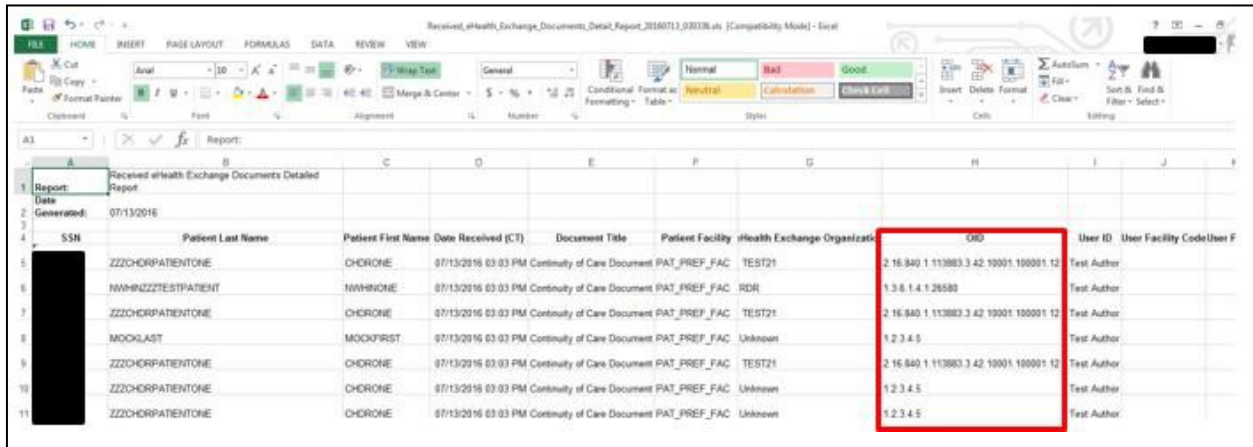 Received_eHealth_Exchange_Documents_Detail_Report_20160713_030336.xls [Compatibility Mode] - Excel
FILE HOME INSERT PAGE LAYOUT FORMULAS DATA REVIEW VIEW
Cut Arial 10 Wrap Text General Normal Bad Good AutoSum
Copy Fill
Paste Format Painter Merge & Center Conditional Formatting Format as Table Neutral Calculation Check Cell Insert Delete Format Clear Sort & Filter Find & Select
Clipboard Font Alignment Number Styles Cells Editing
A1 fx Report:
A B C D E F G H I J
1 Report: Received eHealth Exchange Documents Detailed Report
2 Date Generated: 07/13/2016
3
4 SSN Patient Last Name Patient First Name Date Received (CT) Document Title Patient Facility eHealth Exchange Organizatio OID User ID User Facility Code User F
5 ZZZCHDRPATIENTONE CHDRONE 07/13/2016 03:03 PM Continuity of Care Document PAT_PREF_FAC TEST21 2.16.840.1.113883.3.42.10001.100001.12 Test Author
6 NWHINZZZTESTPATIENT NWHINONE 07/13/2016 03:03 PM Continuity of Care Document PAT_PREF_FAC RDR 1.3.6.1.4.1.26580 Test Author
7 ZZZCHDRPATIENTONE CHDRONE 07/13/2016 03:03 PM Continuity of Care Document PAT_PREF_FAC TEST21 2.16.840.1.113883.3.42.10001.100001.12 Test Author
8 MOCKLAST MOCKFIRST 07/13/2016 03:03 PM Continuity of Care Document PAT_PREF_FAC Unknown 1.2.3.4.5 Test Author
9 ZZZCHDRPATIENTONE CHDRONE 07/13/2016 03:03 PM Continuity of Care Document PAT_PREF_FAC TEST21 2.16.840.1.113883.3.42.10001.100001.12 Test Author
10 ZZZCHDRPATIENTONE CHDRONE 07/13/2016 03:03 PM Continuity of Care Document PAT_PREF_FAC Unknown 1.2.3.4.5 Test Author
11 ZZZCHDRPATIENTONE CHDRONE 07/13/2016 03:03 PM Continuity of Care Document PAT_PREF_FAC Unknown 1.2.3.4.5 Test Author